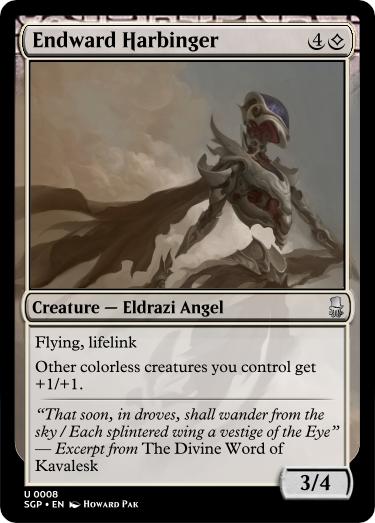 Endward Harbinger 4
Creature — Eldrazi Angel
Flying, lifelink
Other colorless creatures you control get
+1/+1.
“That soon, in droves, shall wander from the
sky / Each splintered wing a vestige of the Eye”
— Excerpt from The Divine Word of
Kavalesk
3/4
U 0008
SGP • EN Howard Pak